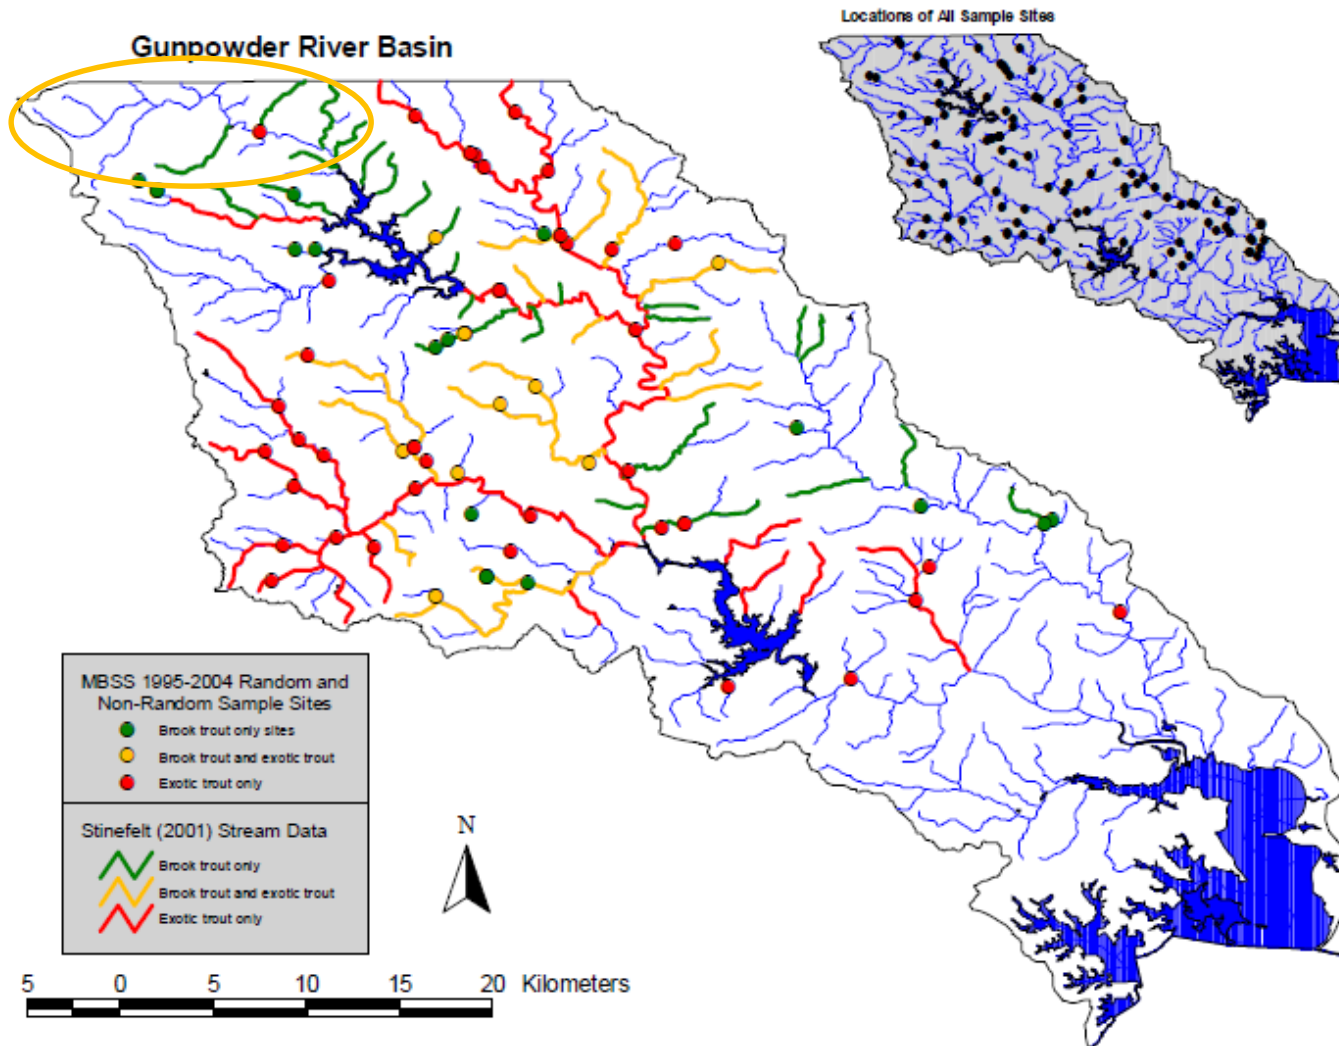 Locations of All Sample Sites
Gunpowder River Basin
MBSS 1995-2004 Random and
Non-Random Sample Sites
Brook trout only sites
Brook trout and exotic trout
Exotic trout only
Stinefelt (2001) Stream Data
Brook trout only
Brook trout and exotic trout
Exotic trout only
N
5 0 5 10 15 20 Kilometers